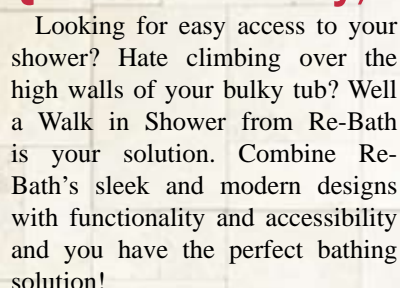 Looking for easy access to your
shower? Hate climbing over the
high walls of your bulky tub? Well
a Walk in Shower from Re-Bath
is your solution. Combine Re-
Bath's sleek and modern designs
with functionality and accessibility
and you have the perfect bathing
solution!